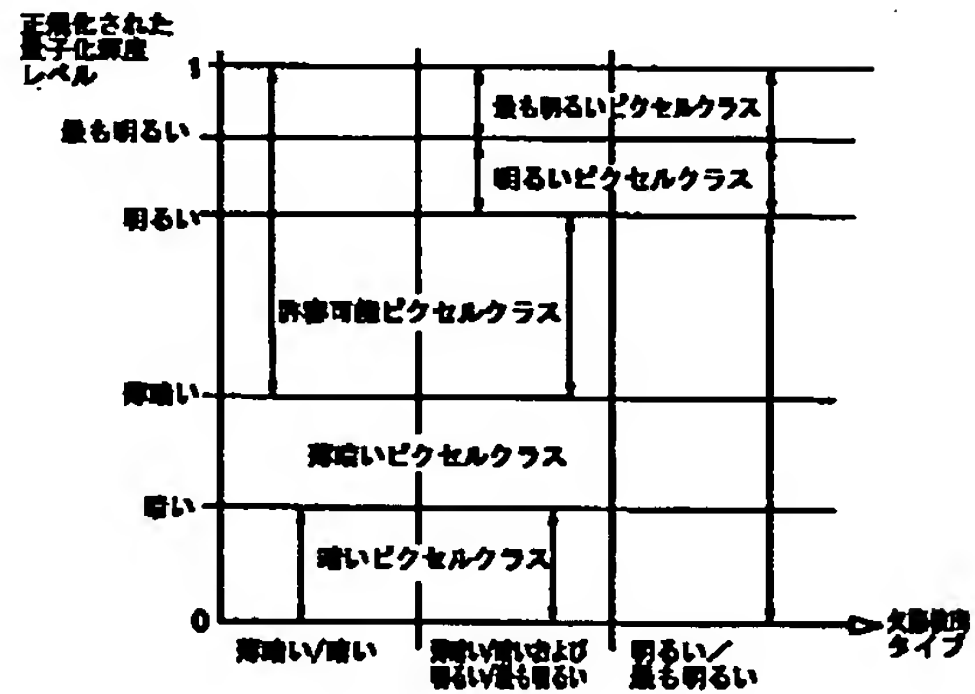 正規化された
量子化輝度
レベル
1
最も明るいピクセルクラス
最も明るい
明るいピクセルクラス
明るい
許容可能ピクセルクラス
薄暗い
薄暗いピクセルクラス
暗い
暗いピクセルクラス
0
タイプ
薄暗い/暗い
薄暗い/暗いおよび
明るい/最も明るい
明るい/
最も明るい